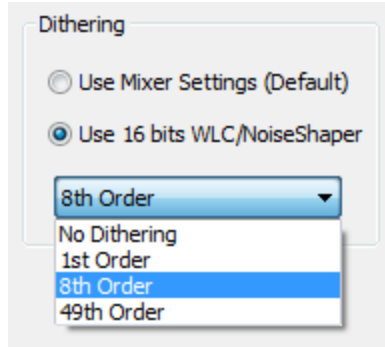 Dithering
Use Mixer Settings (Default)
Use 16 bits WLC/NoiseShaper
8th Order
No Dithering
1st Order
8th Order
49th Order